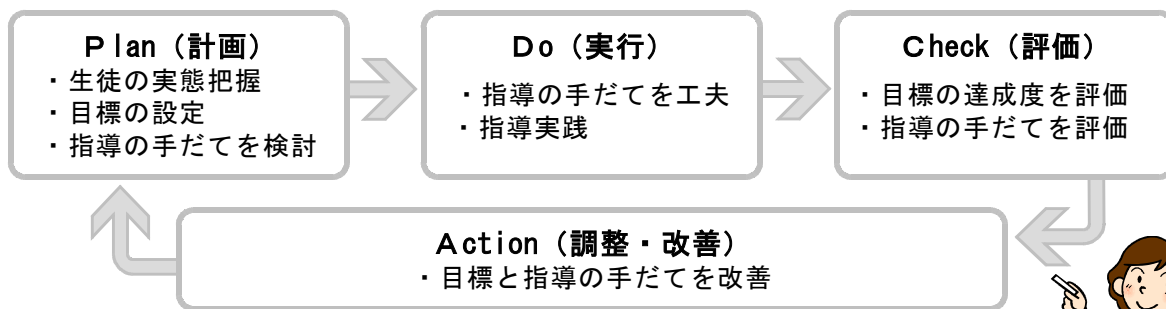 Ｐlan（計画）
・生徒の実態把握
・目標の設定
・指導の手だてを検討
Ｄo（実行）
・指導の手だてを工夫
・指導実践
Ｃheck（評価）
・目標の達成度を評価
・指導の手だてを評価
Ａction（調整・改善）
・目標と指導の手だてを改善